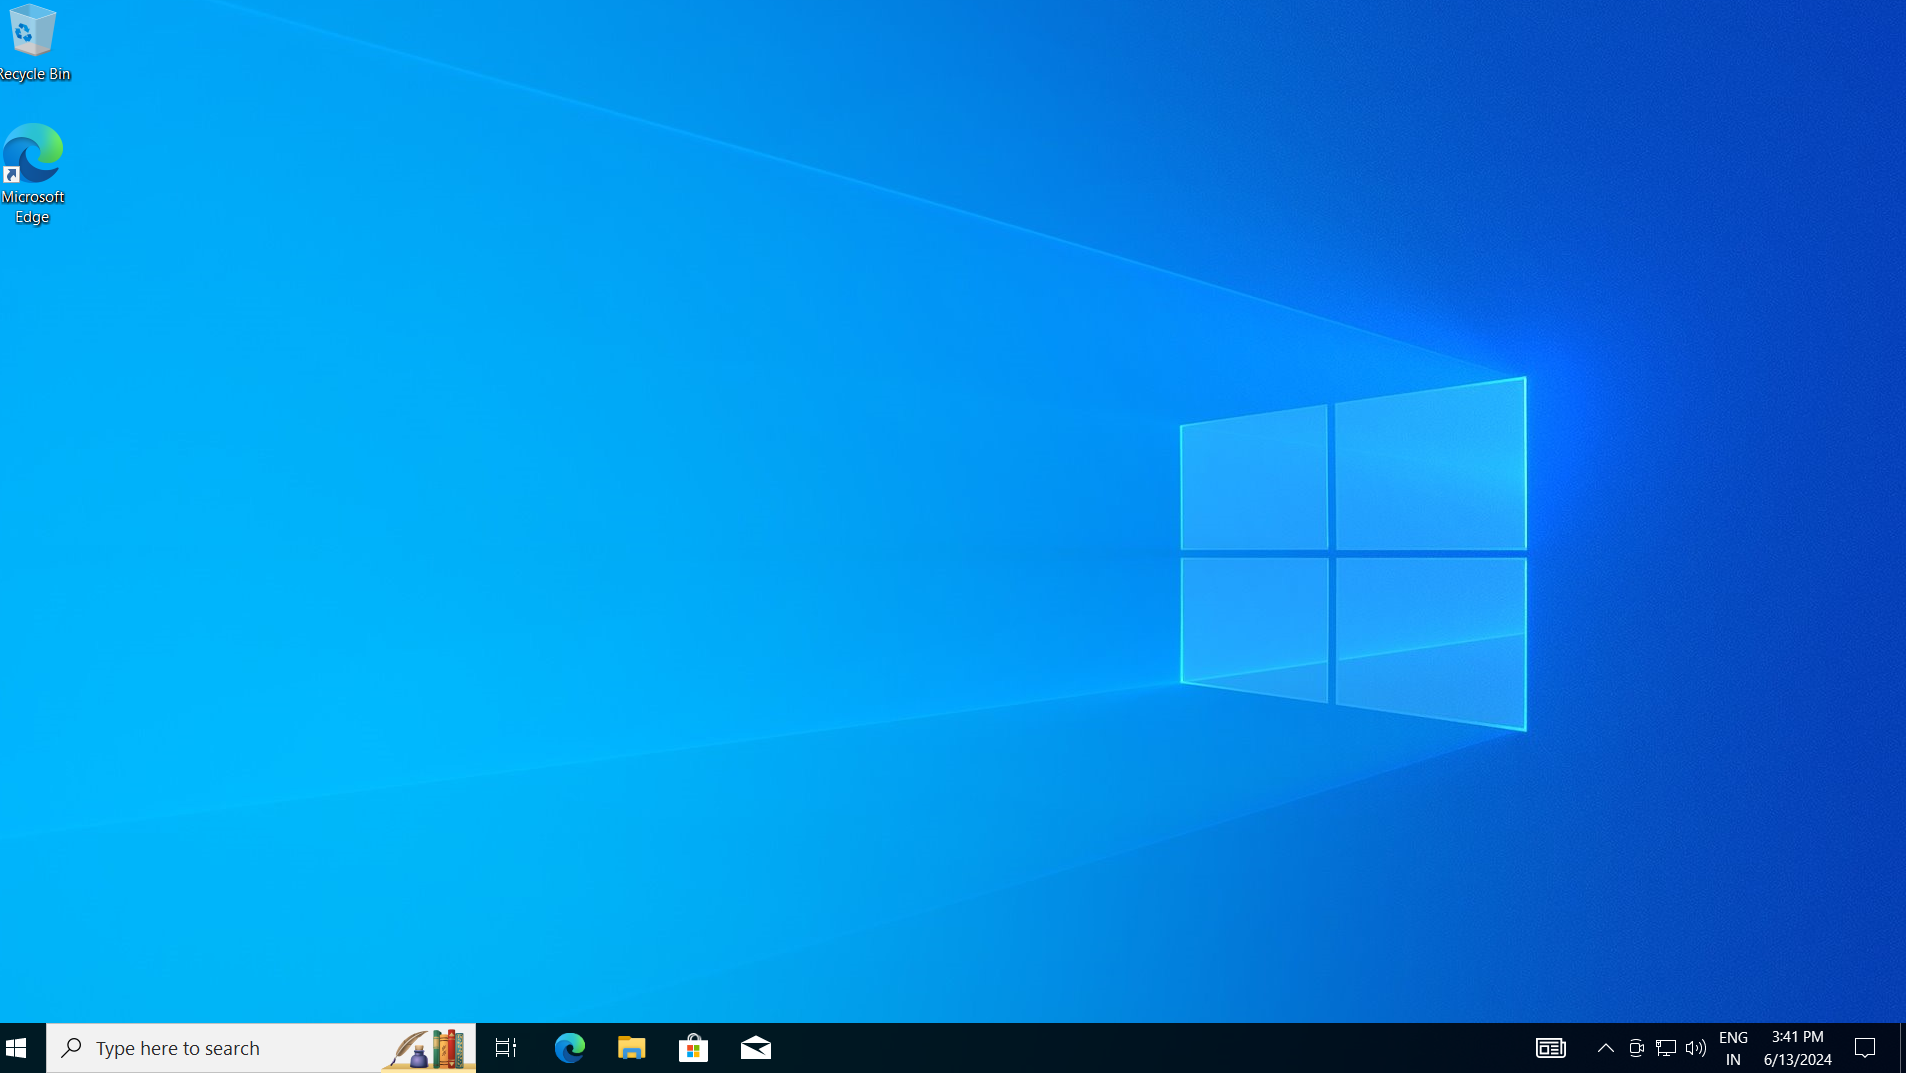 Recycle Bin
Microsoft
Edge
Type here to search
ENG
IN
3:41 PM
6/13/2024